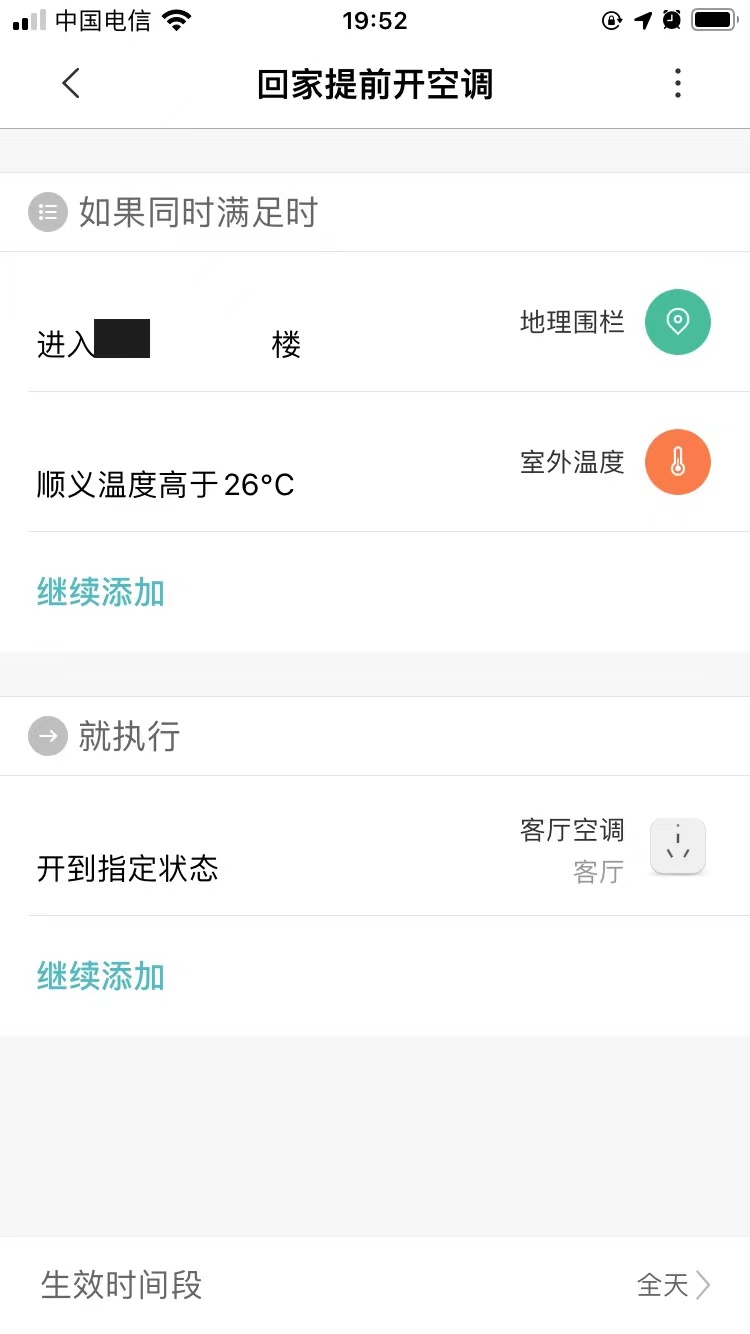 中国电信 19:52
回家提前开空调
如果同时满足时
进入 楼 地理围栏
顺义温度高于26°C 室外温度
继续添加
就执行
开到指定状态 客厅空调
客厅
继续添加
生效时间段 全天